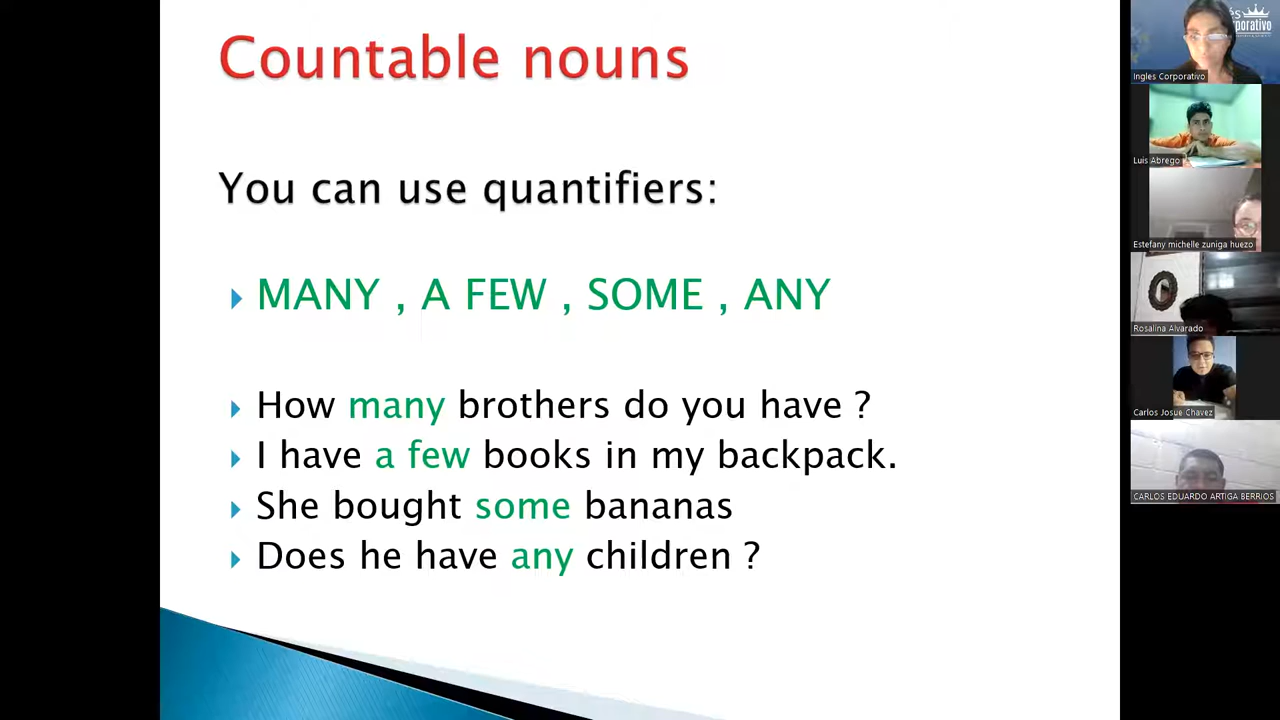 Countable nouns
You can use quantifiers:
MANY , A FEW , SOME , ANY
How many brothers do you have ?
I have a few books in my backpack.
She bought some bananas
Does he have any children ?
Ingles Corporativo
Luis Abrego
Estefany michelle zuniga huezo
Rosalina Alvarado
Carlos Josue Chavez
CARLOS EDUARDO ARTIGA BERRIOS